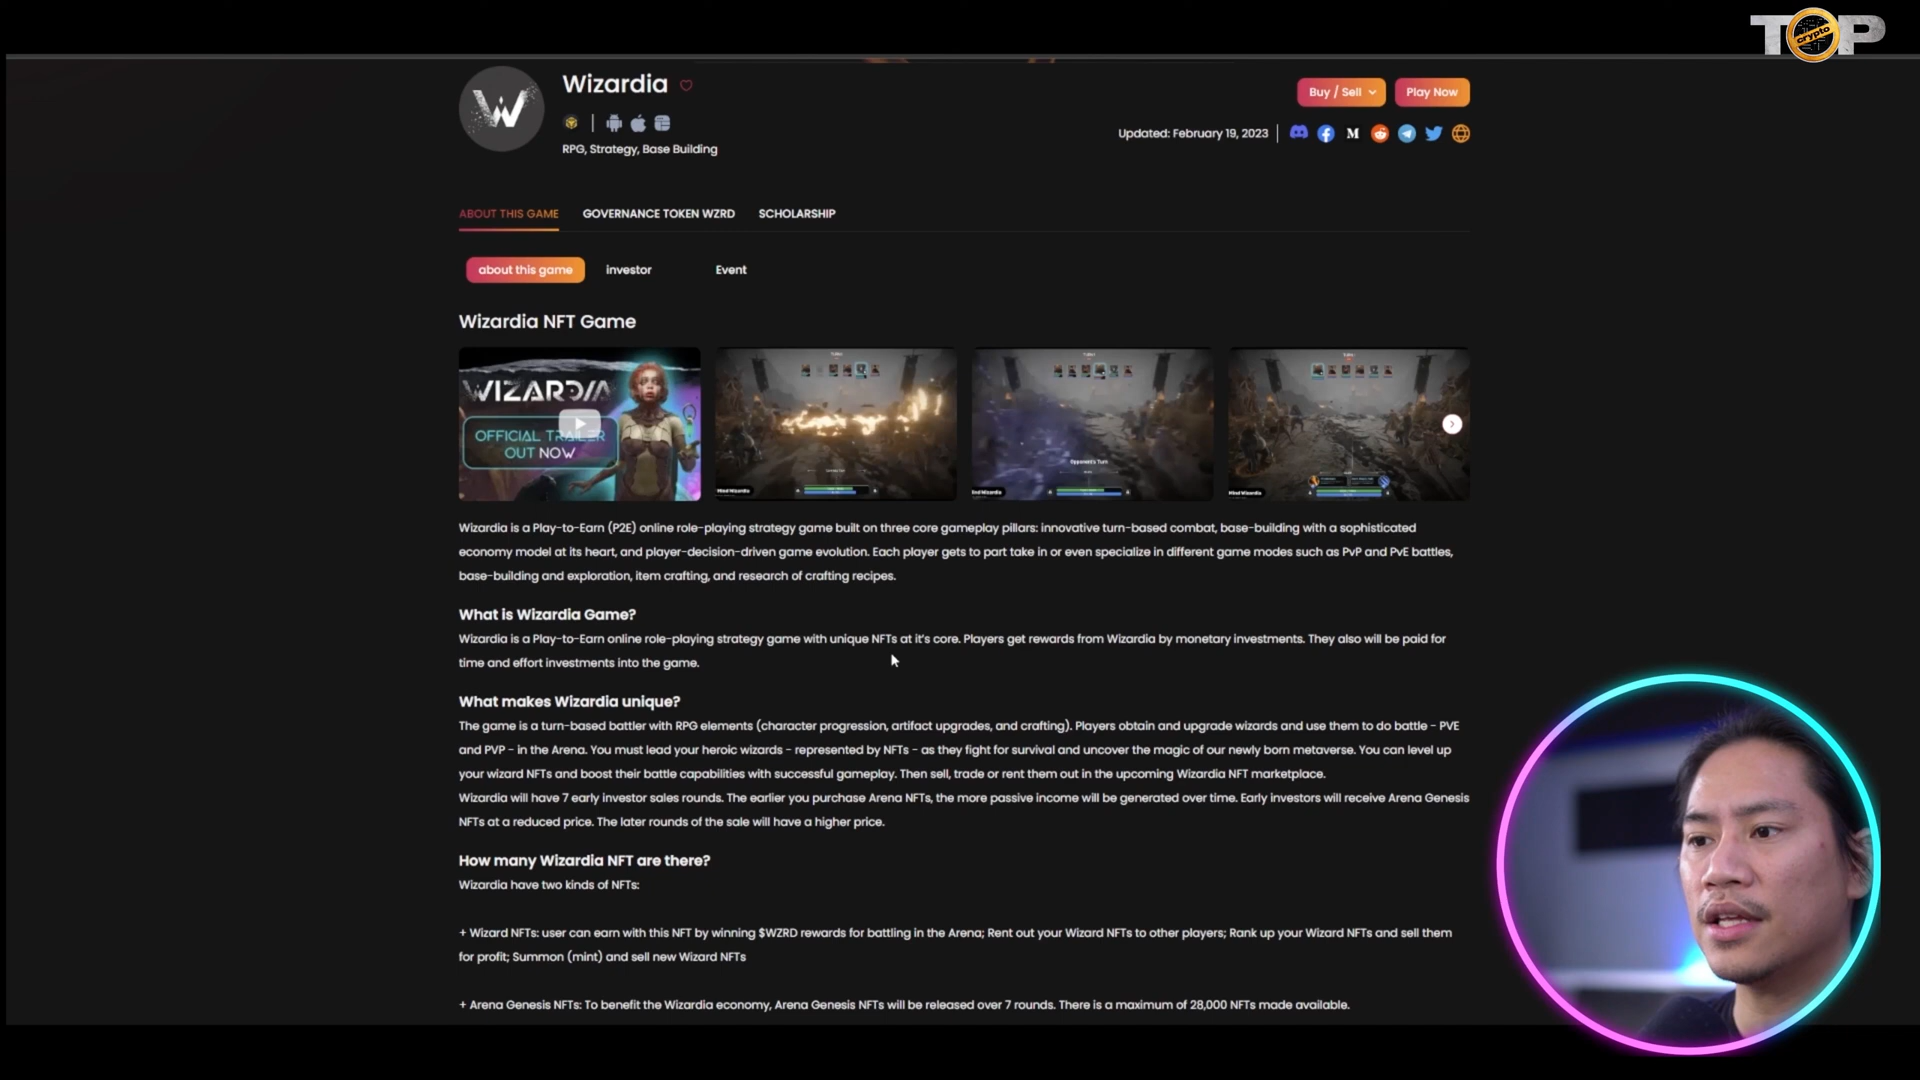 TOP
crypto
Wizardia
Buy / Sell
Play Now
Updated: February 19, 2023
M
RPG, Strategy, Base Building
ABOUT THIS GAME
GOVERNANCE TOKEN WZRD
SCHOLARSHIP
about this game
investor
Event
Wizardia NFT Game
WIZARDIA
OFFICIAL TRAILER
OUT NOW
Opponent's Turn
Wizardia is a Play-to-Earn (P2E) online role-playing strategy game built on three core gameplay pillars: innovative turn-based combat, base-building with a sophisticated
economy model at its heart, and player-decision-driven game evolution. Each player gets to part take in or even specialize in different game modes such as PvP and PvE battles,
base-building and exploration, item crafting, and research of crafting recipes.
What is Wizardia Game?
Wizardia is a Play-to-Earn online role-playing strategy game with unique NFTs at it's core. Players get rewards from Wizardia by monetary investments. They also will be paid for
time and effort investments into the game.
What makes Wizardia unique?
The game is a turn-based battler with RPG elements (character progression, artifact upgrades, and crafting). Players obtain and upgrade wizards and use them to do battle - PVE
and PVP - in the Arena. You must lead your heroic wizards - represented by NFTs - as they fight for survival and uncover the magic of our newly born metaverse. You can level up
your wizard NFTs and boost their battle capabilities with successful gameplay. Then sell, trade or rent them out in the upcoming Wizardia NFT marketplace.
Wizardia will have 7 early investor sales rounds. The earlier you purchase Arena NFTs, the more passive income will be generated over time. Early investors will receive Arena Genesis
NFTs at a reduced price. The later rounds of the sale will have a higher price.
How many Wizardia NFT are there?
Wizardia have two kinds of NFTs:
+ Wizard NFTs: user can earn with this NFT by winning $WZRD rewards for battling in the Arena; Rent out your Wizard NFTs to other players; Rank up your Wizard NFTs and sell them
for profit; Summon (mint) and sell new Wizard NFTs
+ Arena Genesis NFTs: To benefit the Wizardia economy, Arena Genesis NFTs will be released over 7 rounds. There is a maximum of 28,000 NFTs made available.